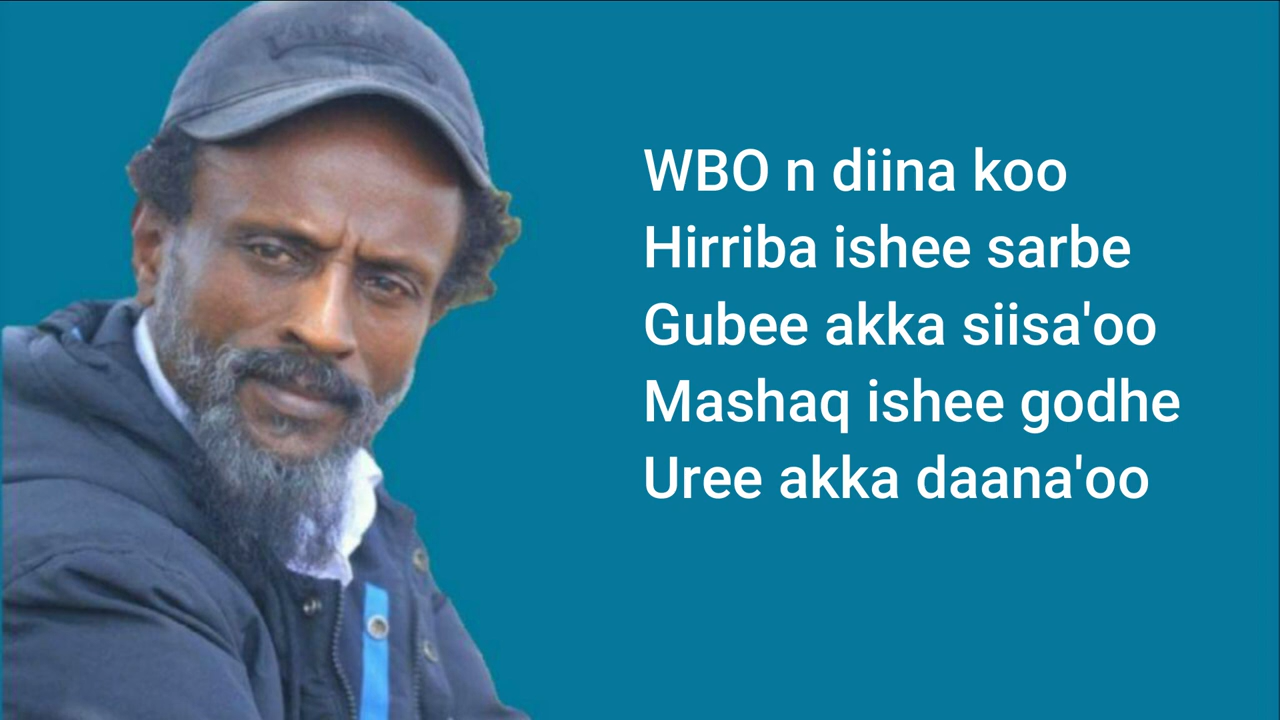 WBO n diina koo
Hirriba ishee sarbe
Gubee akka siisa'oo
Mashaq ishee godhe
Uree akka daana'oo